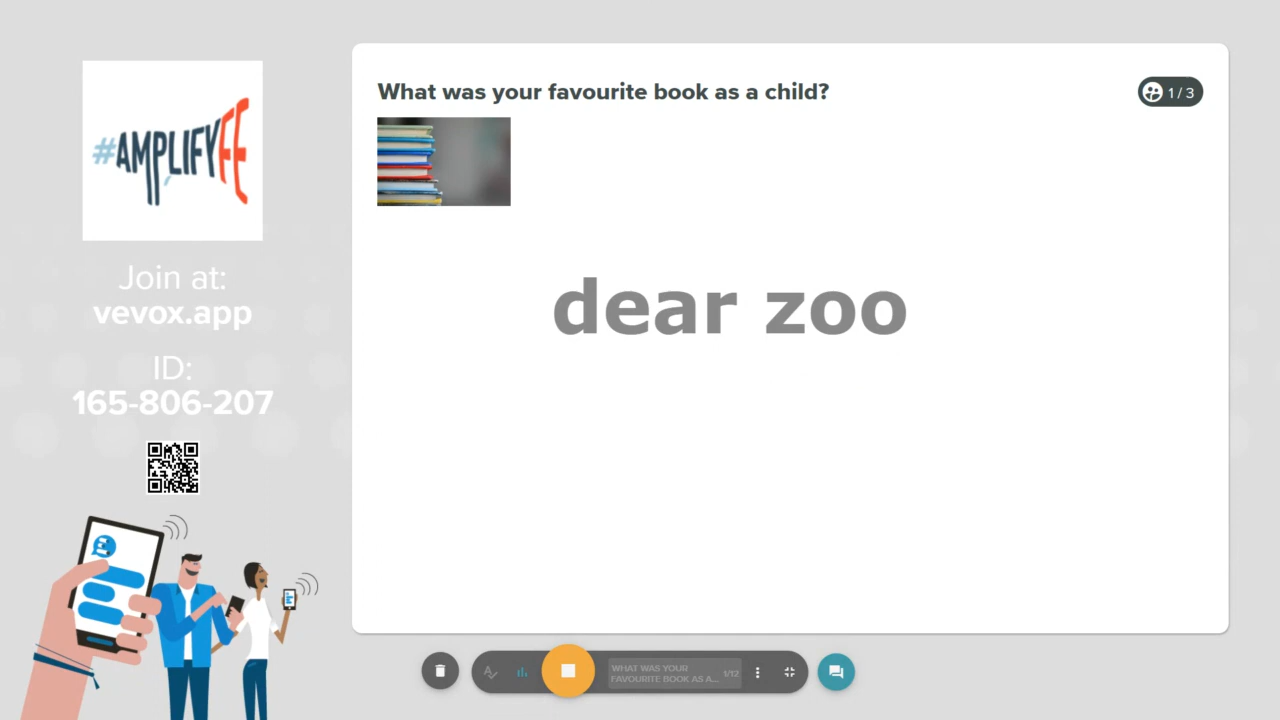 #AMPLIFYFE
Join at:
vevox.app
ID:
165-806-207
What was your favourite book as a child?
1 / 3
dear zoo
WHAT WAS YOUR
FAVOURITE BOOK AS A...
1/12